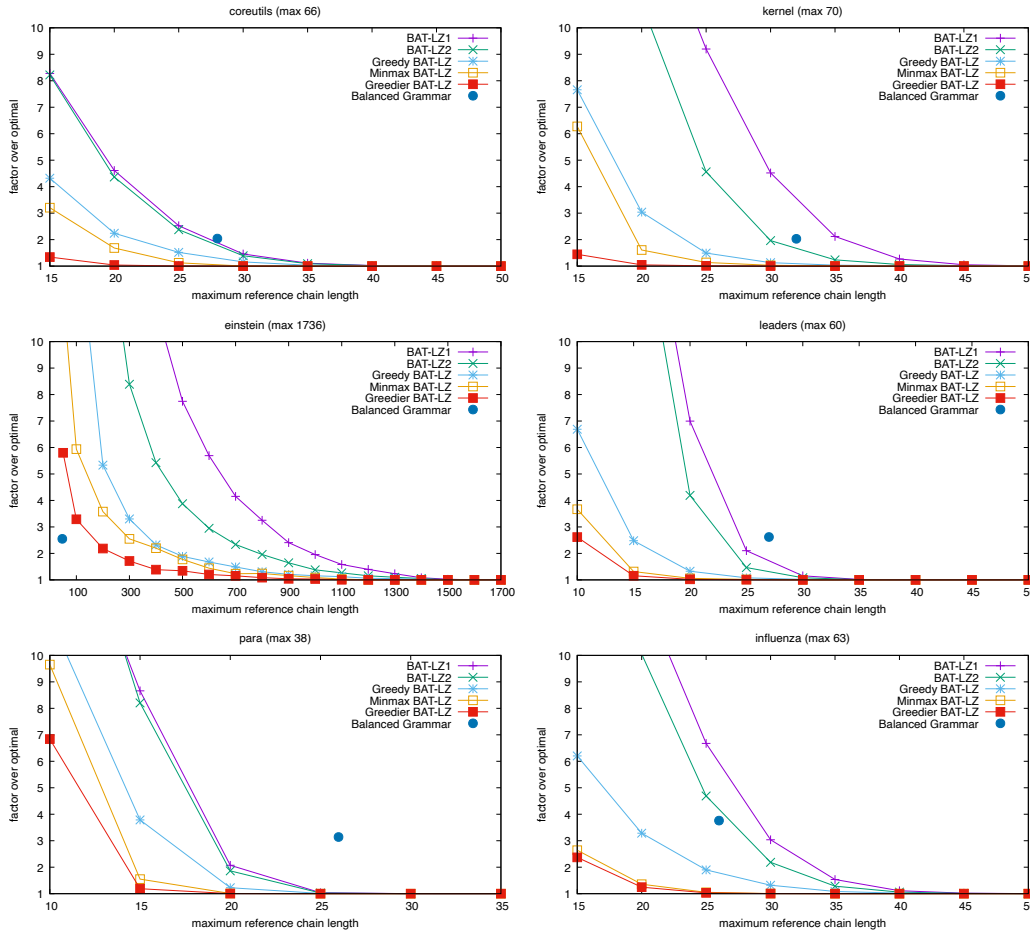 coreutils (max 66)
factor over optimal
10
9
8
7
6
5
4
3
2
1
15 20 25 30 35 40 45 50
maximum reference chain length
BAT-LZ1
BAT-LZ2
Greedy BAT-LZ
Minmax BAT-LZ
Greedier BAT-LZ
Balanced Grammar
kernel (max 70)
factor over optimal
10
9
8
7
6
5
4
3
2
1
15 20 25 30 35 40 45 50
maximum reference chain length
BAT-LZ1
BAT-LZ2
Greedy BAT-LZ
Minmax BAT-LZ
Greedier BAT-LZ
Balanced Grammar
einstein (max 1736)
factor over optimal
10
9
8
7
6
5
4
3
2
1
100 300 500 700 900 1100 1300 1500 1700
maximum reference chain length
BAT-LZ1
BAT-LZ2
Greedy BAT-LZ
Minmax BAT-LZ
Greedier BAT-LZ
Balanced Grammar
leaders (max 60)
factor over optimal
10
9
8
7
6
5
4
3
2
1
10 15 20 25 30 35 40 45 50
maximum reference chain length
BAT-LZ1
BAT-LZ2
Greedy BAT-LZ
Minmax BAT-LZ
Greedier BAT-LZ
Balanced Grammar
para (max 38)
factor over optimal
10
9
8
7
6
5
4
3
2
1
10 15 20 25 30 35
maximum reference chain length
BAT-LZ1
BAT-LZ2
Greedy BAT-LZ
Minmax BAT-LZ
Greedier BAT-LZ
Balanced Grammar
influenza (max 63)
factor over optimal
10
9
8
7
6
5
4
3
2
1
15 20 25 30 35 40 45 50
maximum reference chain length
BAT-LZ1
BAT-LZ2
Greedy BAT-LZ
Minmax BAT-LZ
Greedier BAT-LZ
Balanced Grammar